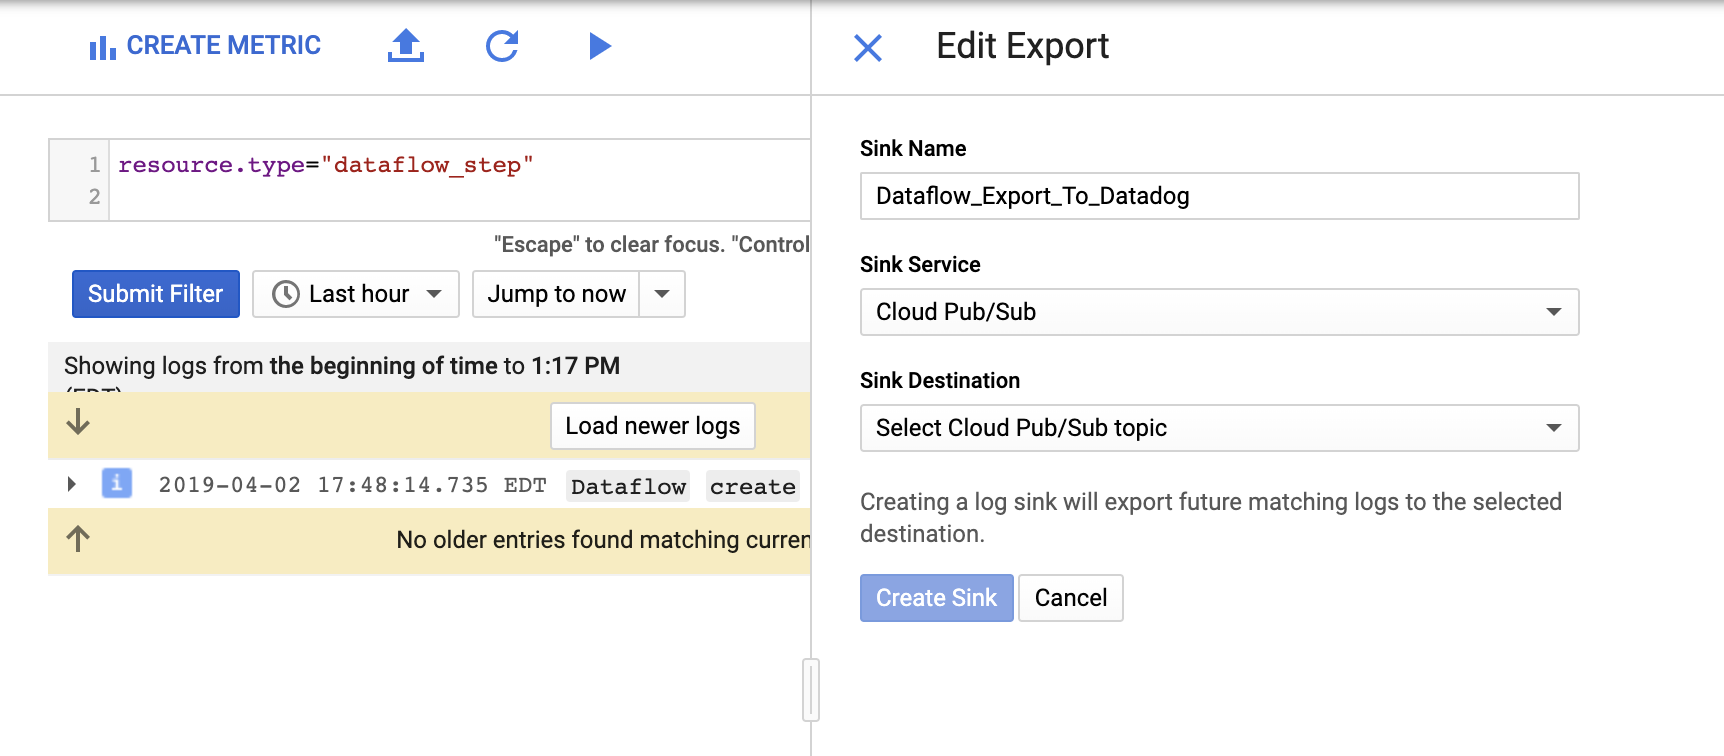 CREATE METRIC
1 resource.type="dataflow_step"
2
"Escape" to clear focus. "Control
Submit Filter
Last hour
Jump to now
Showing logs from the beginning of time to 1:17 PM
(EDT)
Load newer logs
i 2019-04-02 17:48:14.735 EDT Dataflow create
No older entries found matching curren
Edit Export
Sink Name
Dataflow_Export_To_Datadog
Sink Service
Cloud Pub/Sub
Sink Destination
Select Cloud Pub/Sub topic
Creating a log sink will export future matching logs to the selected
destination.
Create Sink
Cancel